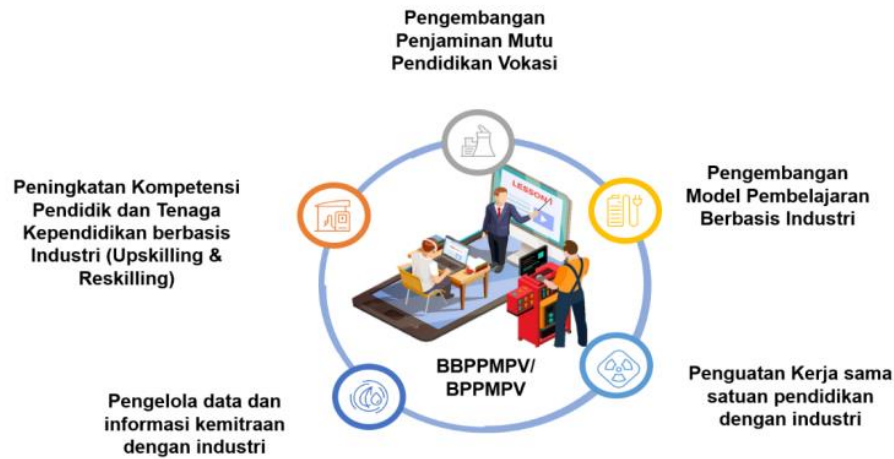 Pengembangan
Penjaminan Mutu
Pendidikan Vokasi
Peningkatan Kompetensi
Pendidik dan Tenaga
Kependidikan berbasis
Industri (Upskilling &
Reskilling)
LESSON
Pengembangan
Model Pembelajaran
Berbasis Industri
BBPPMPV/
BPPMPV
Pengelola data dan
informasi kemitraan
dengan industri
Penguatan Kerja sama
satuan pendidikan
dengan industri